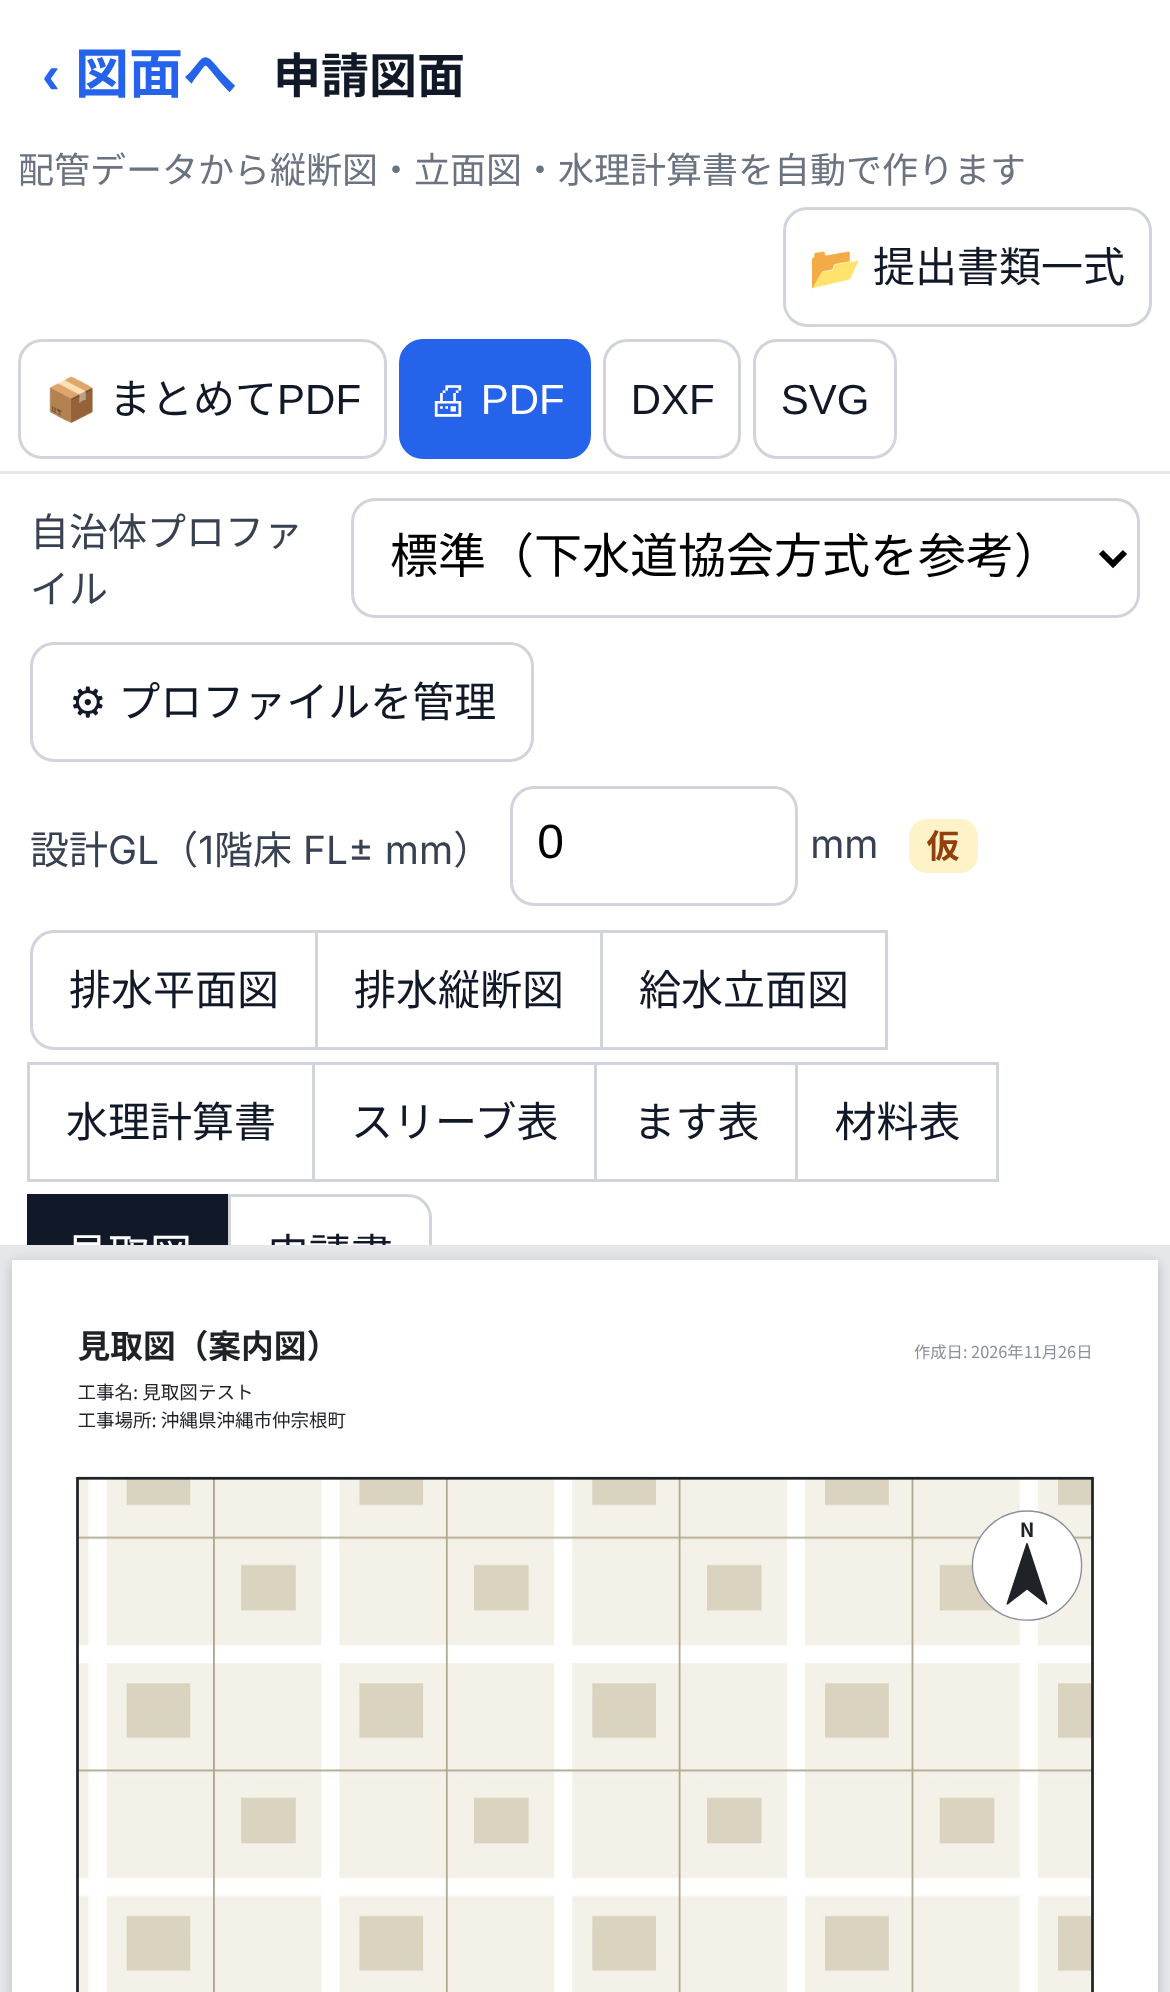 ‹ 図面へ 申請図面
配管データから縦断図・立面図・水理計算書を自動で作ります
📂 提出書類一式
📦 まとめてPDF 🖨 PDF DXF SVG
自治体プロファイル 標準（下水道協会方式を参考）
⚙ プロファイルを管理
設計GL（1階床 FL± mm） 0 mm 仮
排水平面図 排水縦断図 給水立面図
水理計算書 スリーブ表 ます表 材料表
見取図 申請書
見取図（案内図）
作成日: 2026年11月26日
工事名: 見取図テスト
工事場所: 沖縄県沖縄市仲宗根町
N